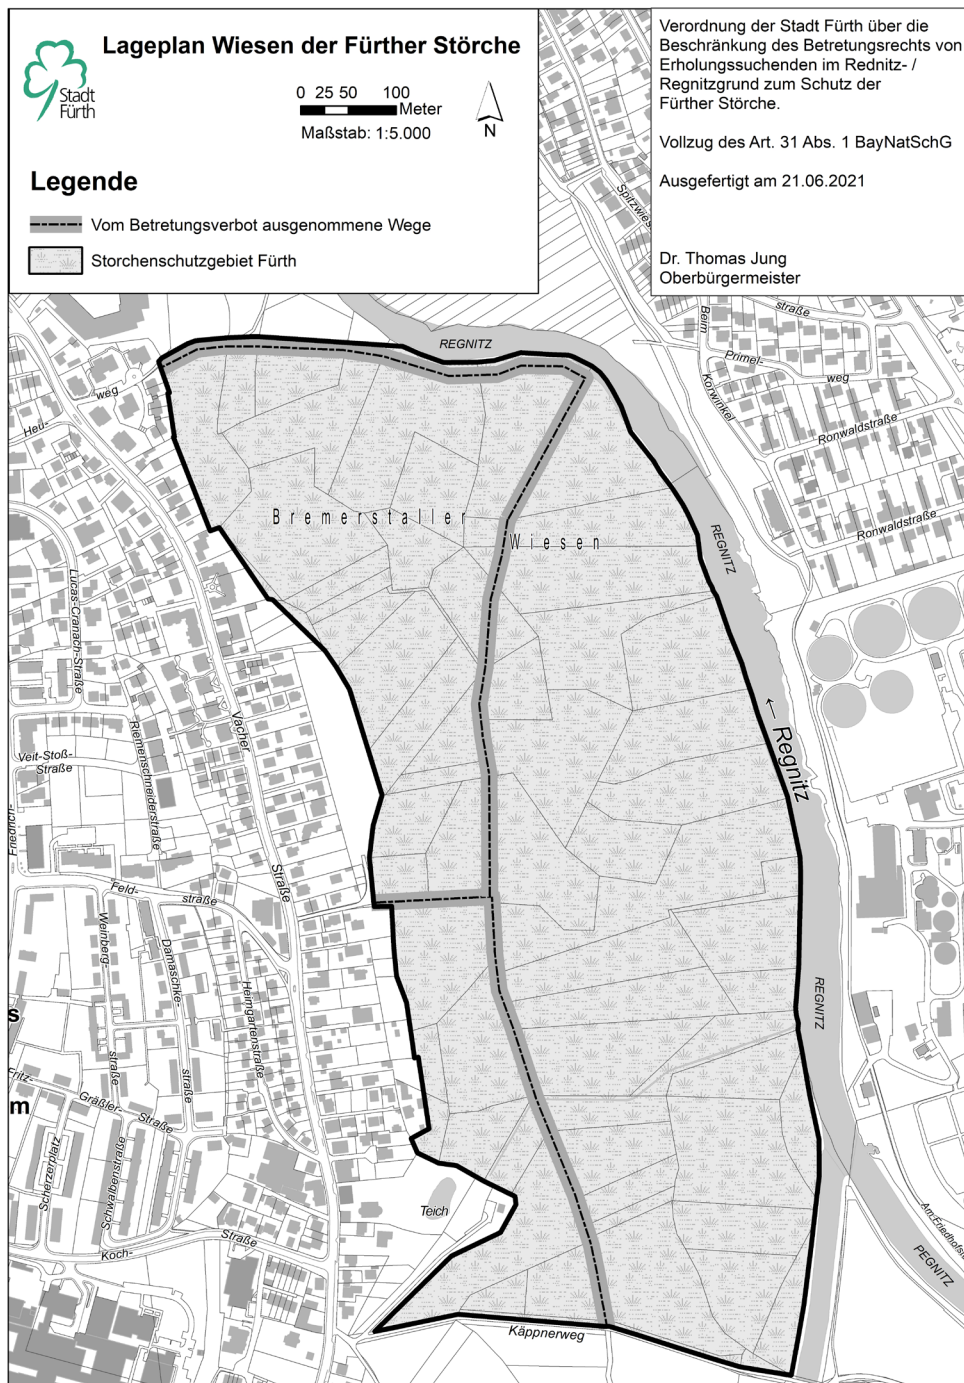 Lageplan Wiesen der Fürther Störche
Stadt
Fürth
0 25 50 100
Meter
Maßstab: 1:5.000
N
Legende
Vom Betretungsverbot ausgenommene Wege
Storchenschutzgebiet Fürth
Verordnung der Stadt Fürth über die
Beschränkung des Betretungsrechts von
Erholungssuchenden im Rednitz- /
Regnitzgrund zum Schutz der
Fürther Störche.
Vollzug des Art. 31 Abs. 1 BayNatSchG
Ausgefertigt am 21.06.2021
Dr. Thomas Jung
Oberbürgermeister
Spitzwies
straße
Beim
Korwinkel
Primel-
weg
Ronwaldstraße
Ronwaldstraße
REGNITZ
weg
Heu-
Bremerstaller
Wiesen
REGNITZ
Lucas-Cranach-Straße
Vacher
Riemenschneiderstraße
Veit-Stoß-
Straße
← Regnitz
Friedrich-
Straße
Feld-
straße
Weinberg-
straße
Damaschke-
straße
Heimgartenstraße
REGNITZ
s
Fritz-
m
Gräßler-
Straße
Scherzerplatz
Schwalbenstraße
Teich
Koch-
Straße
Käppnerweg
PEGNITZ